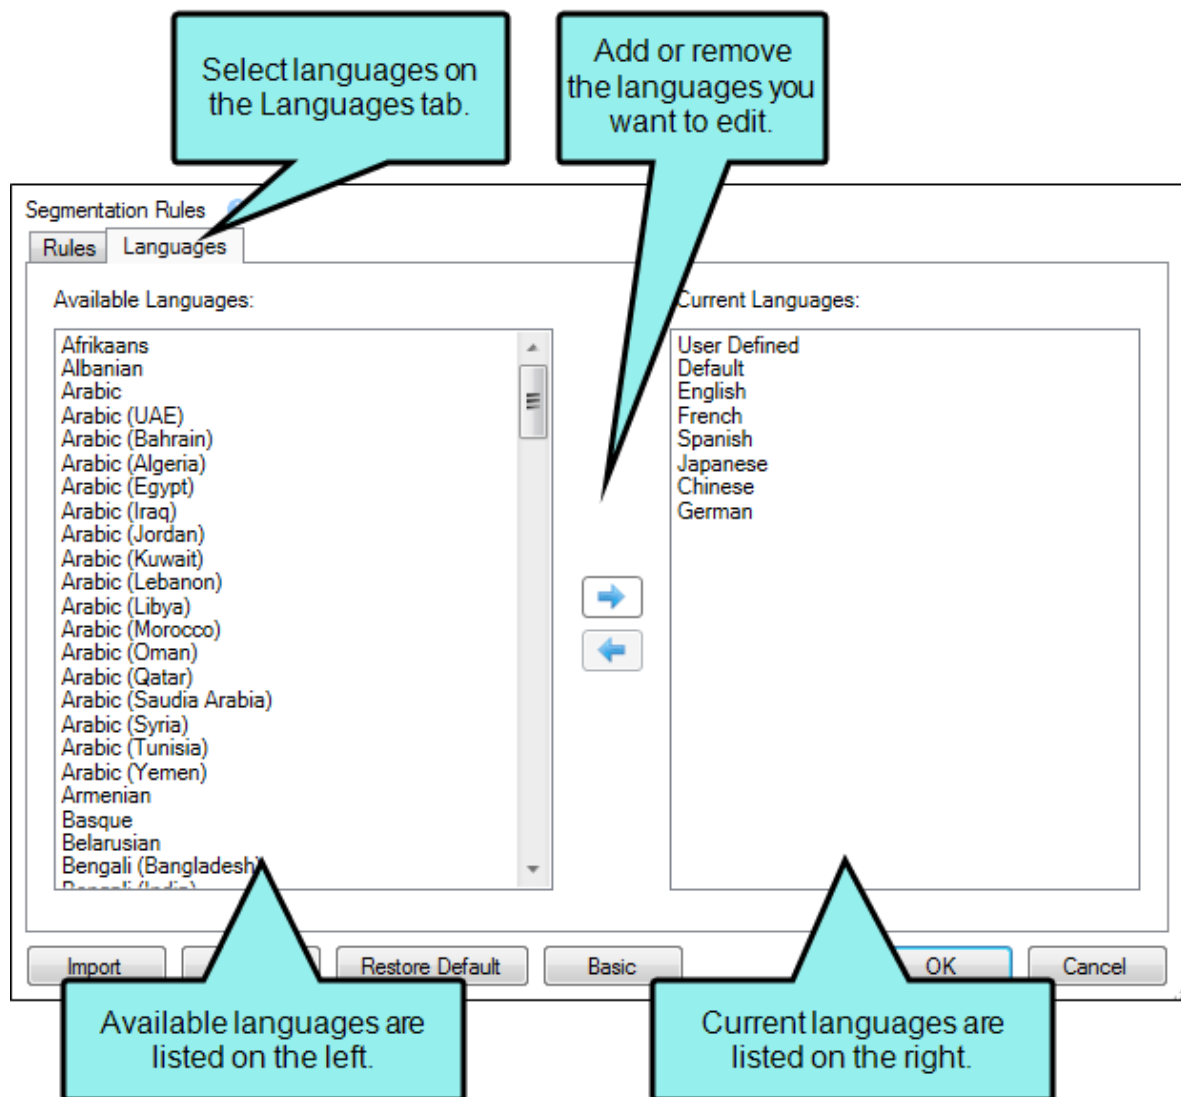 Select languages on
the Languages tab.
Add or remove
the languages you
want to edit.
Segmentation Rules
Rules
Languages
Available Languages:
Afrikaans
Albanian
Arabic
Arabic (UAE)
Arabic (Bahrain)
Arabic (Algeria)
Arabic (Egypt)
Arabic (Iraq)
Arabic (Jordan)
Arabic (Kuwait)
Arabic (Lebanon)
Arabic (Libya)
Arabic (Morocco)
Arabic (Oman)
Arabic (Qatar)
Arabic (Saudia Arabia)
Arabic (Syria)
Arabic (Tunisia)
Arabic (Yemen)
Armenian
Basque
Belarusian
Bengali (Bangladesh)
Bengali (India)
Current Languages:
User Defined
Default
English
French
Spanish
Japanese
Chinese
German
Import
Restore Default
Basic
OK
Cancel
Available languages are
listed on the left.
Current languages are
listed on the right.